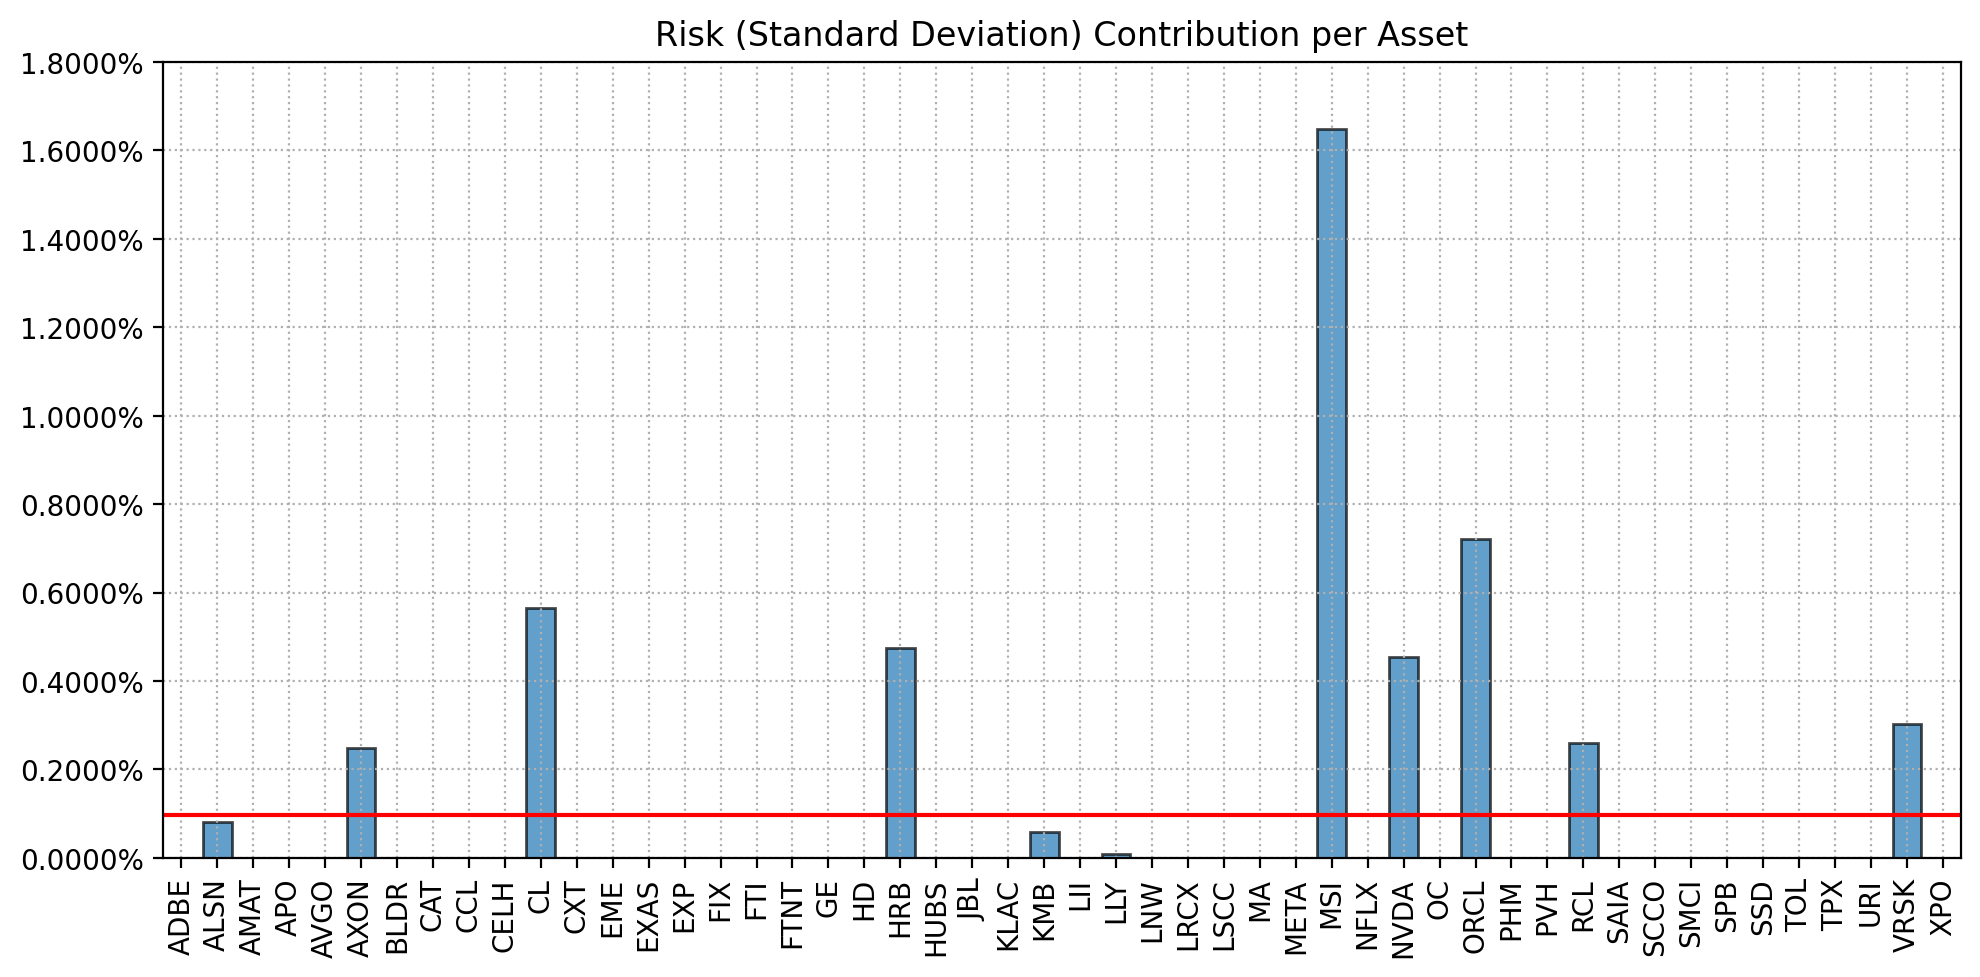 Risk (Standard Deviation) Contribution per Asset
1.8000%
1.6000%
1.4000%
1.2000%
1.0000%
0.8000%
0.6000%
0.4000%
0.2000%
0.0000%
ADBE
ALSN
AMAT
APO
AVGO
AXON
BLDR
CAT
CCL
CELH
CL
CXT
EME
EXAS
EXP
FIX
FTI
FTNT
GE
HD
HRB
HUBS
JBL
KLAC
KMB
LII
LLY
LNW
LRCX
LSCC
MA
META
MSI
NFLX
NVDA
OC
ORCL
PHM
PVH
RCL
SAIA
SCCO
SMCI
SPB
SSD
TOL
TPX
URI
VRSK
XPO